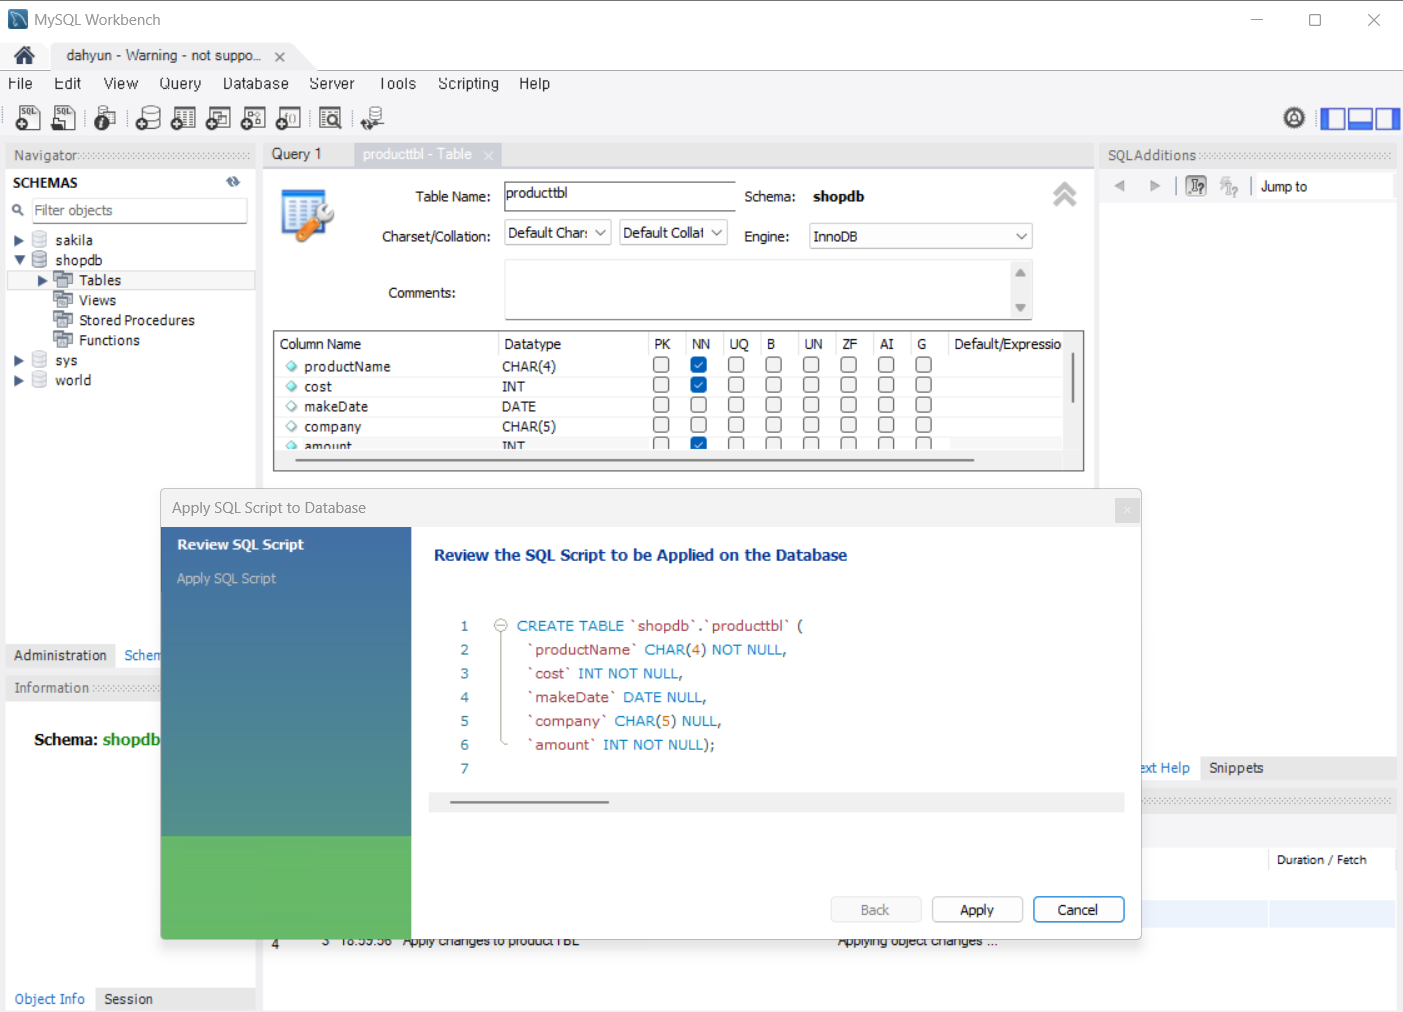 MySQL Workbench
dahyun - Warning - not suppo...
File Edit View Query Database Server Tools Scripting Help
Navigator
SCHEMAS
Filter objects
sakila
shopdb
Tables
Views
Stored Procedures
Functions
sys
world
Administration Schem
Information
Schema: shopdb
Object Info Session
Query 1 producttbl - Table
Table Name: producttbl Schema: shopdb
Charset/Collation: Default Chars Default Collat Engine: InnoDB
Comments:
Column Name Datatype PK NN UQ B UN ZF AI G Default/Expressio
productName CHAR(4)
cost INT
makeDate DATE
company CHAR(5)
amount INT
SQLAdditions
Jump to
ext Help Snippets
Duration / Fetch
Apply SQL Script to Database
Review SQL Script
Apply SQL Script
Review the SQL Script to be Applied on the Database
1 CREATE TABLE `shopdb`.`producttbl` (
2 `productName` CHAR(4) NOT NULL,
3 `cost` INT NOT NULL,
4 `makeDate` DATE NULL,
5 `company` CHAR(5) NULL,
6 `amount` INT NOT NULL);
7
Back Apply Cancel
4 3 18:59:56 Apply changes to productTBL Applying object changes ...